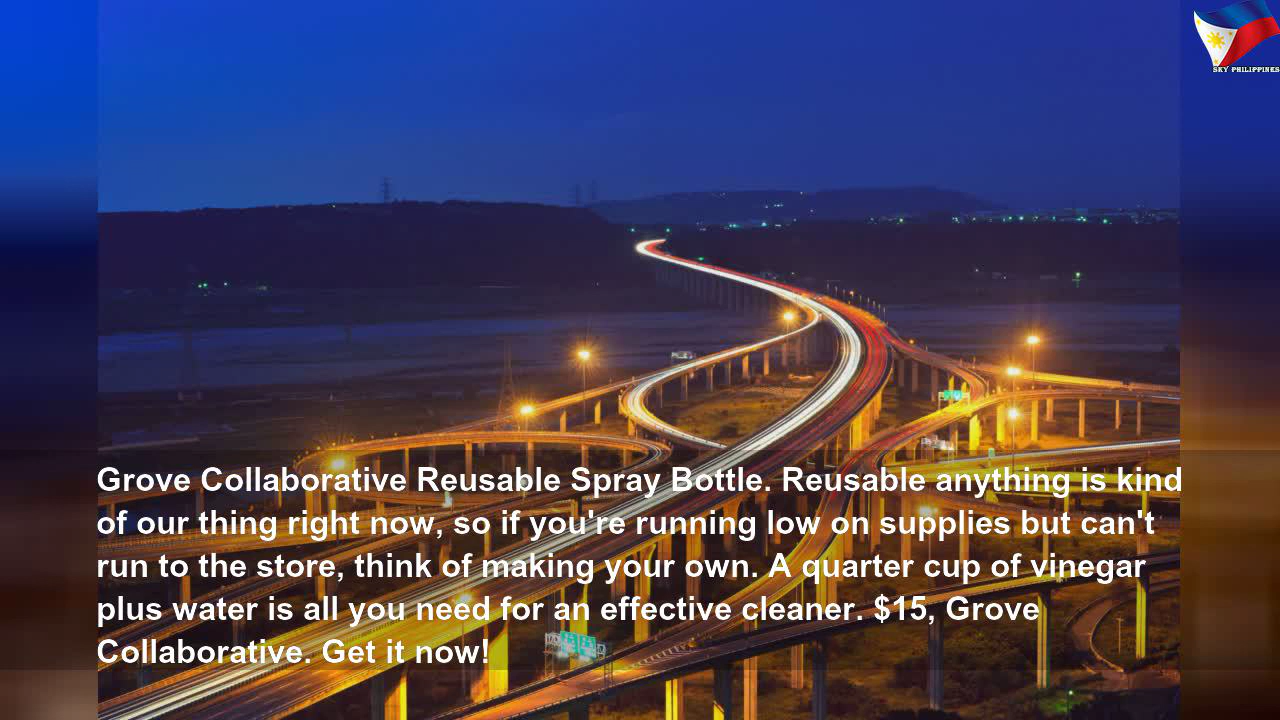 SKY PHILIPPINES
Grove Collaborative Reusable Spray Bottle. Reusable anything is kind
of our thing right now, so if you're running low on supplies but can't
run to the store, think of making your own. A quarter cup of vinegar
plus water is all you need for an effective cleaner. $15, Grove
Collaborative. Get it now!